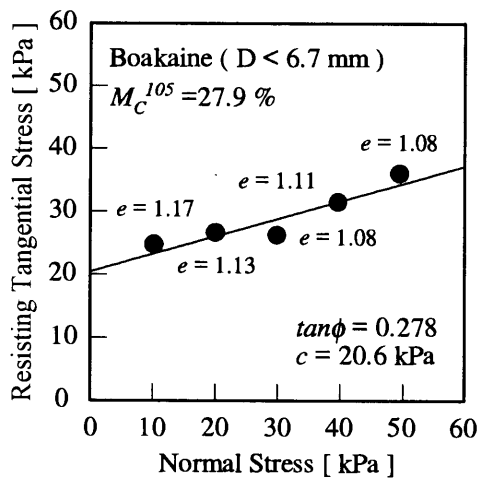 Resisting Tangential Stress [ kPa]
60
50
40
30
20
10
0
Boakaine ( D < 6.7 mm )
M_C^105 =27.9 %
e = 1.08
e = 1.11
e = 1.17
e = 1.08
e = 1.13
tanϕ = 0.278
c = 20.6 kPa
0 10 20 30 40 50 60
Normal Stress [ kPa ]